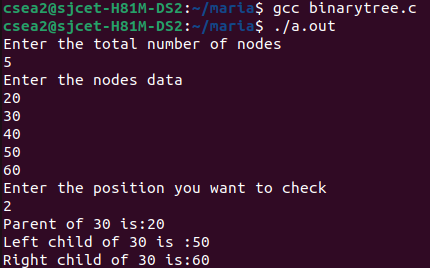 csea2@sjcet-H81M-DS2:~/maria$ gcc binarytree.c
csea2@sjcet-H81M-DS2:~/maria$ ./a.out
Enter the total number of nodes
5
Enter the nodes data
20
30
40
50
60
Enter the position you want to check
2
Parent of 30 is:20
Left child of 30 is :50
Right child of 30 is:60